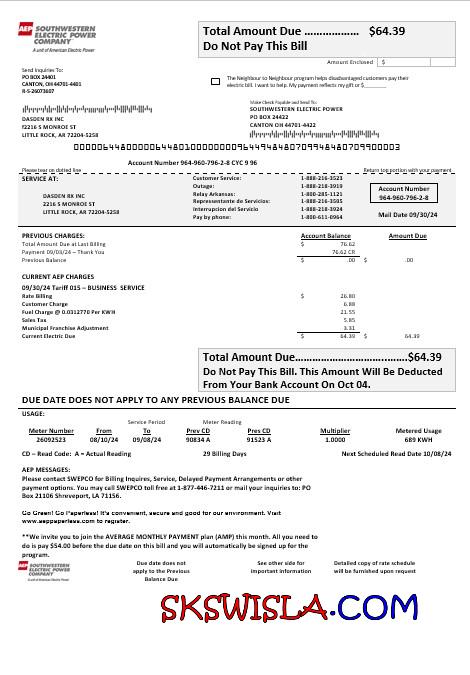 AEP SOUTHWESTERN
ELECTRIC POWER
COMPANY
A unit of American Electric Power
Total Amount Due ……………… $64.39
Do Not Pay This Bill
Amount Enclosed $
Send Inquiries To:
PO BOX 24401
CANTON, OH 44701-4401
R-S-26073607
The Neighbour to Neighbour program helps disadvantaged customers pay their
electric bill. I want to help. My payment reflects my gift of$
Make Check Payable and Send To:
SOUTHWESTERN ELECTRIC POWER
PO BOX 24422
CANTON, OH 44701-4422
DASDEN RX INC
f2216 S MONROE ST
LITTLE ROCK, AR 72204-5258
Account Number 964-960-796-2-8 CYC 9 96
Please tear on dotted line
Return top portion with your payment
SERVICE AT:
DASDEN RX INC
2216 S MONROE ST
LITTLE ROCK, AR 72204-5258
Customer Service: 1-888-216-3523
Outage: 1-888-218-3919
Relay Arkansas: 1-800-285-1121
Representante de Servicios: 1-888-216-3505
Interrupcion del Servicio 1-888-218-3924
Pay by phone: 1-800-611-0964
Account Number
964-960-796-2-8
Mail Date 09/30/24
PREVIOUS CHARGES: Account Balance Amount Due
Total Amount Due at Last Billing $ 76.62
Payment 09/03/24 – Thank You 76.62 CR
Previous Balance $ .00 $ .00
CURRENT AEP CHARGES
09/30/24 Tariff 015 – BUSINESS SERVICE
Rate Billing $ 26.80
Customer Charge 6.88
Fuel Charge @ 0.0312770 Per KWH 21.55
Sales Tax 5.85
Municipal Franchise Adjustment 3.31
Current Electric Due $ 64.39 $ 64.39
Total Amount Due……………………………..……$64.39
Do Not Pay This Bill. This Amount Will Be Deducted
From Your Bank Account On Oct 04.
DUE DATE DOES NOT APPLY TO ANY PREVIOUS BALANCE DUE
USAGE:
Service Period Meter Reading
Meter Number From To Prev CD Pres CD Multiplier Metered Usage
26092523 08/10/24 09/08/24 90834 A 91523 A 1.0000 689 KWH
CD – Read Code: A = Actual Reading 29 Billing Days Next Scheduled Read Date 10/08/24
AEP MESSAGES:
Please contact SWEPCO for Billing Inquires, Service, Delayed Payment Arrangements or other
payment options. You may call SWEPCO toll free at 1-877-446-7211 or mail your inquiries to: PO
Box 21106 Shreveport, LA 71156.
Go Green! Go Paperless! It's convenient, secure and good for our environment. Visit
www.aeppaperless.com to register.
**We invite you to join the AVERAGE MONTHLY PAYMENT plan (AMP) this month. All you need to
do is pay $54.00 before the due date on this bill and you will automatically be signed up for the
program.
AEP SOUTHWESTERN
ELECTRIC POWER
COMPANY
A unit of American Electric Power
Due date does not
apply to the Previous
Balance Due
See other side for
important information
Detailed copy of rate schedule
will be furnished upon request
SKSWISLA.COM